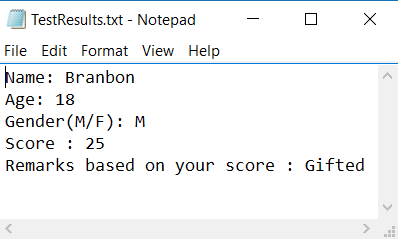 TestResults.txt - Notepad
File Edit Format View Help
Name: Branbon
Age: 18
Gender(M/F): M
Score : 25
Remarks based on your score : Gifted